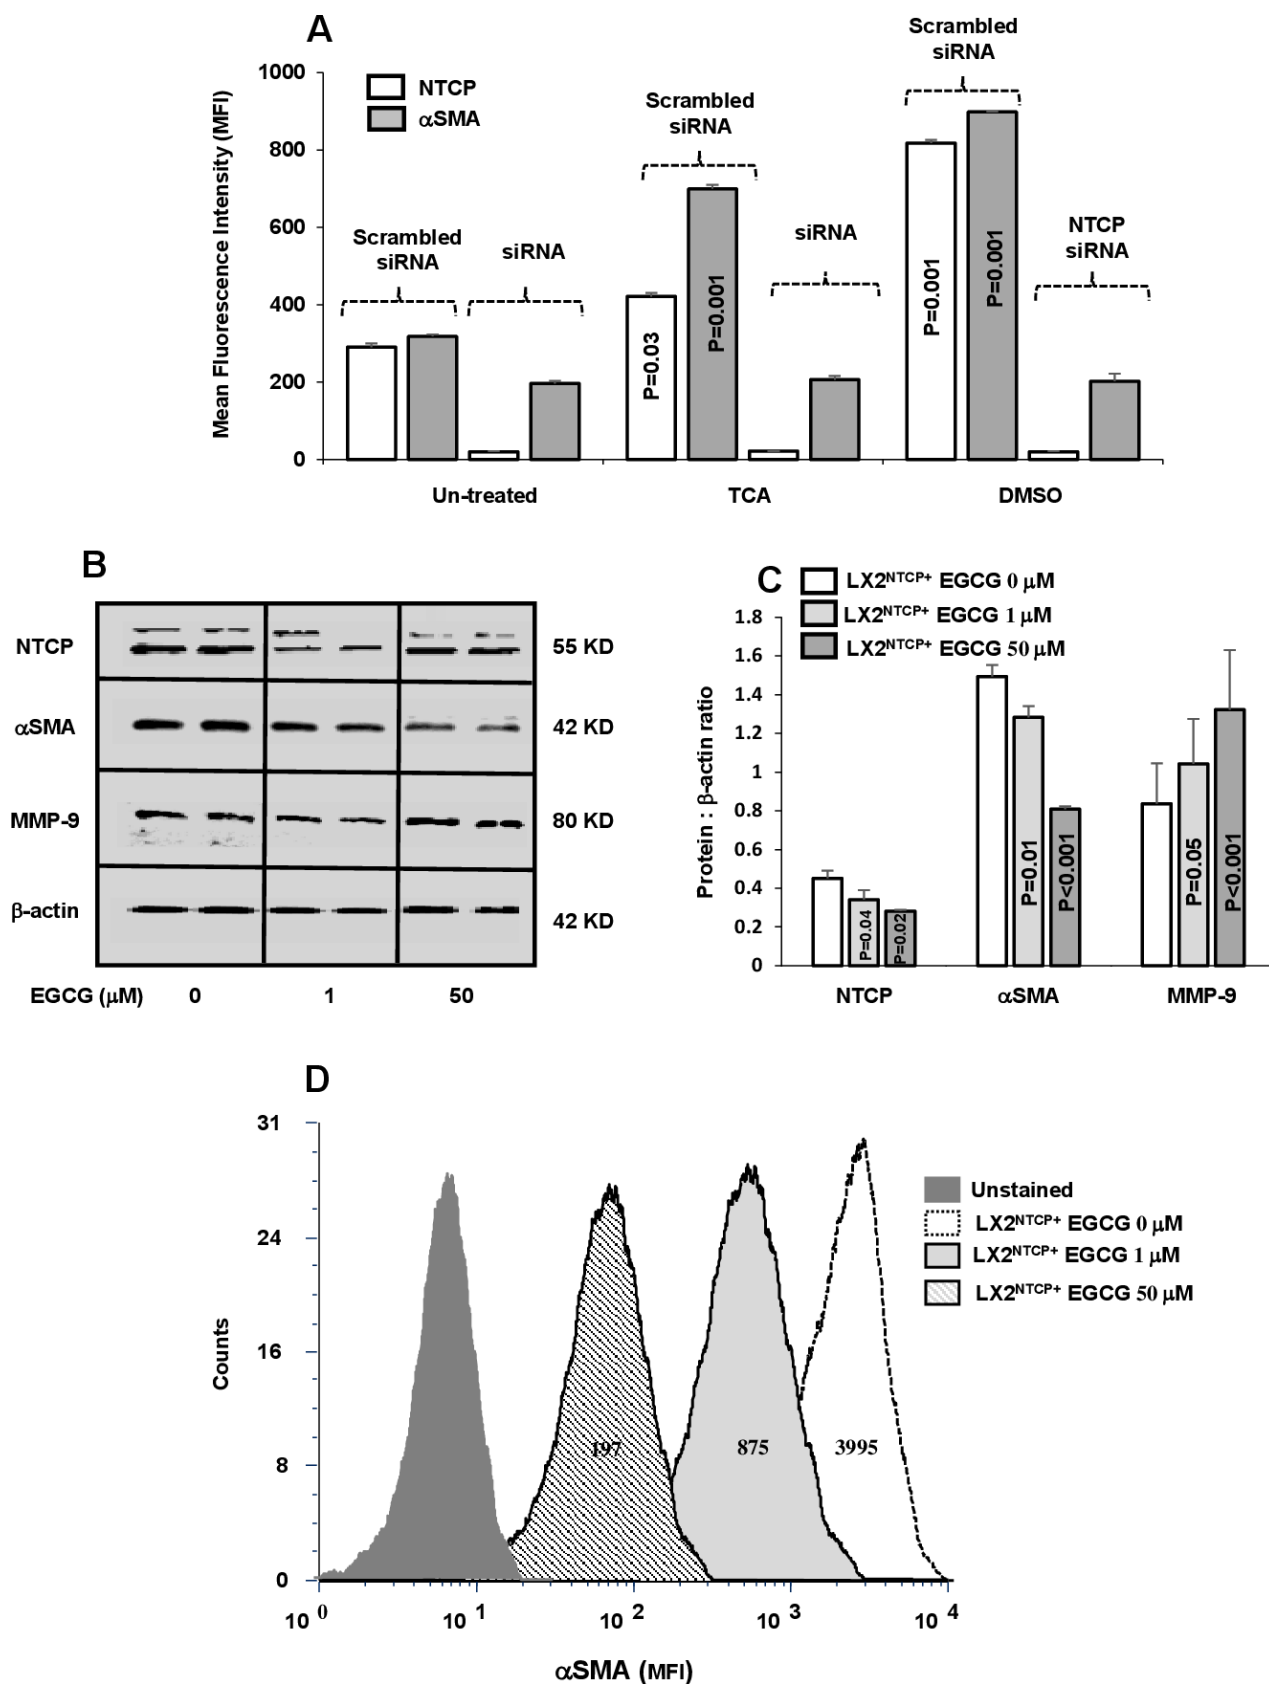 A
Scrambled
siRNA
1000
NTCP
αSMA
Scrambled
siRNA
800
Mean Fluorescence Intensity (MFI)
600
Scrambled
siRNA
siRNA
siRNA
NTCP
siRNA
400
P=0.03
P=0.001
P=0.001
P=0.001
200
0
Un-treated
TCA
DMSO
B
NTCP
55 KD
αSMA
42 KD
MMP-9
80 KD
β-actin
42 KD
EGCG (μM)
0
1
50
C
LX2NTCP+ EGCG 0 μM
LX2NTCP+ EGCG 1 μM
LX2NTCP+ EGCG 50 μM
Protein : β-actin ratio
1.8
1.6
1.4
1.2
1
0.8
0.6
0.4
0.2
0
P=0.04
P=0.02
P=0.01
P<0.001
P=0.05
P<0.001
NTCP
αSMA
MMP-9
D
31
24
16
8
0
Counts
Unstained
LX2NTCP+ EGCG 0 μM
LX2NTCP+ EGCG 1 μM
LX2NTCP+ EGCG 50 μM
197
875
3995
10 0
10 1
10 2
10 3
10 4
αSMA (MFI)